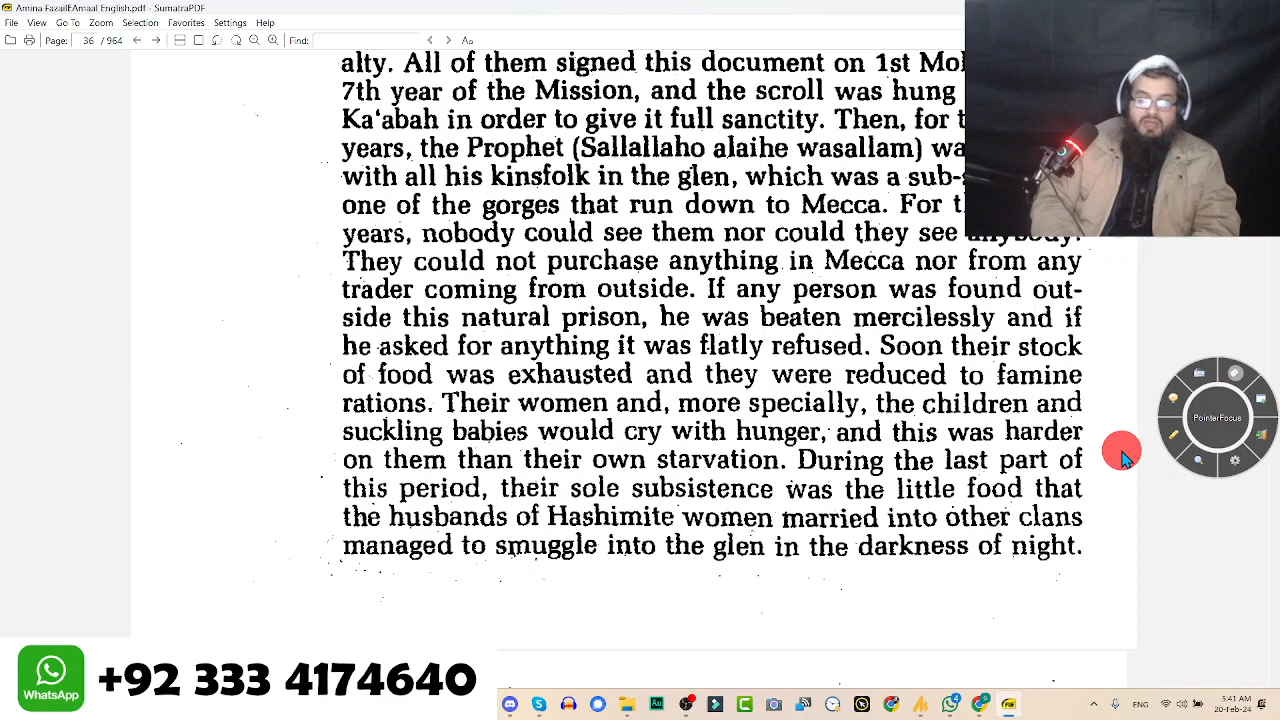 Amina FazailEAmaal English.pdf - SumatraPDF
File View Go To Zoom Favorites Settings Help
Page: 36 / 964 Find: Aa
alty. All of them signed this document on 1st
7th year of the Mission, and the scroll was hung
Ka‘abah in order to give it full sanctity. Then, for
years, the Prophet (Sallallaho alaihe wasallam)
with all his kinsfolk in the glen, which was a
one of the gorges that run down to Mecca. For
years, nobody could see them nor could they see anybody.
They could not purchase anything in Mecca nor from any
trader coming from outside. If any person was found out-
side this natural prison, he was beaten mercilessly and if
he asked for anything it was flatly refused. Soon their stock
of food was exhausted and they were reduced to famine
rations. Their women and, more specially, the children and
suckling babies would cry with hunger, and this was harder
on them than their own starvation. During the last part of
this period, their sole subsistence was the little food that
the husbands of Hashimite women married into other clans
managed to smuggle into the glen in the darkness of night.
PointerFocus
WhatsApp
+92 333 4174640
Au
4
ENG
5:41 AM
20-Feb-24